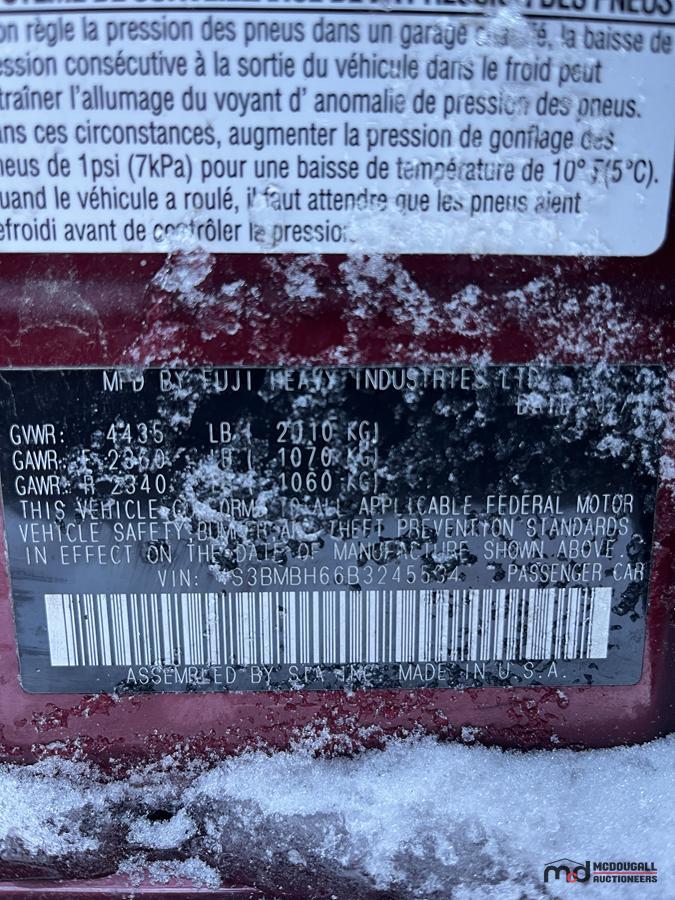 DES PNEUS
on règle la pression des pneus dans un garage la baisse de
ession consécutive à la sortie du véhicule dans le froid peut
traîner l'allumage du voyant d' anomalie de pression des pneus.
ans ces circonstances, augmenter la pression de gonflage des
neus de 1psi (7kPa) pour une baisse de température de 10° F(5°C).
uand le véhicule a roulé, il faut attendre que les pneus aient
efroidi avant de contrôler la pression.
MFD BY FUJI HEAVY INDUSTRIES LTD
GVWR: 4435 LB ( 2010 KG)
GAWR: F 2360 LB ( 1070 KG)
GAWR: R 2340 ( 1060 KG)
THIS VEHICLE CONFORMS TO ALL APPLICABLE FEDERAL MOTOR
VEHICLE SAFETY, BUMPER AND THEFT PREVENTION STANDARDS
IN EFFECT ON THE DATE OF MANUFACTURE SHOWN ABOVE.
VIN: S3BMBH66B3245534 PASSENGER CAR
ASSEMBLED BY SIA INC. MADE IN U.S.A.
McDOUGALL
AUCTIONEERS